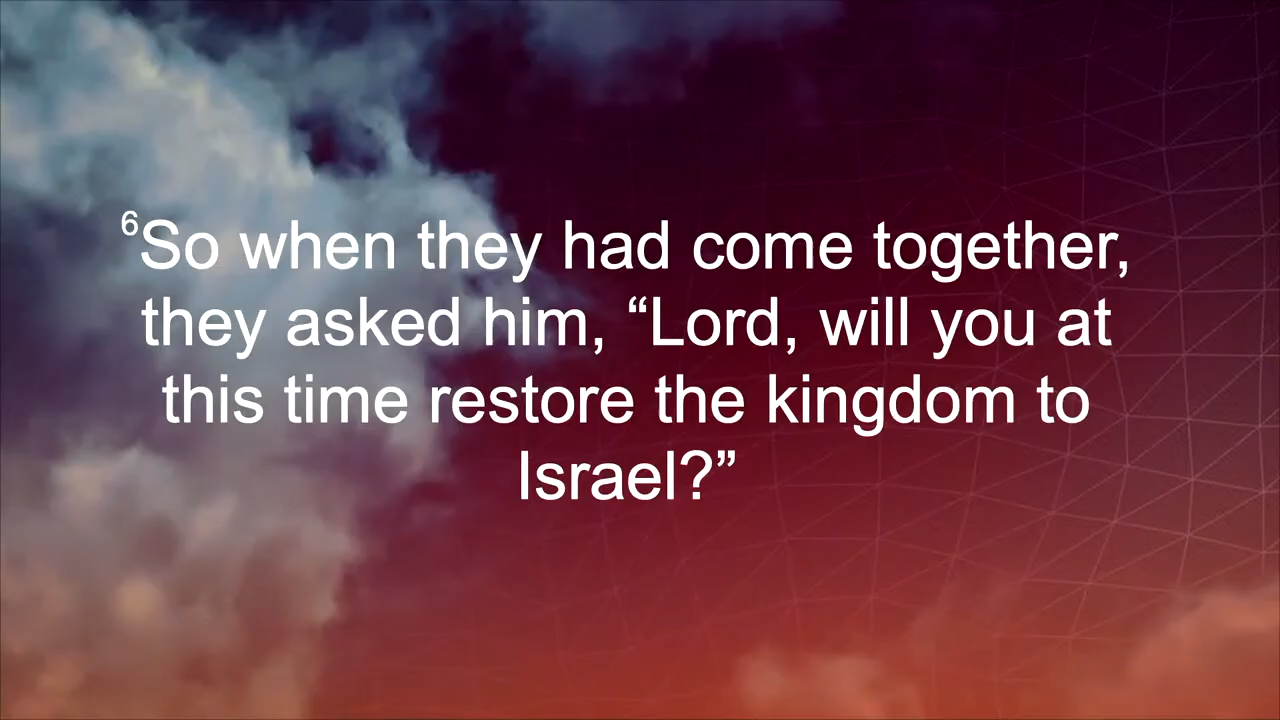 ⁶So when they had come together,
they asked him, “Lord, will you at
this time restore the kingdom to
Israel?”